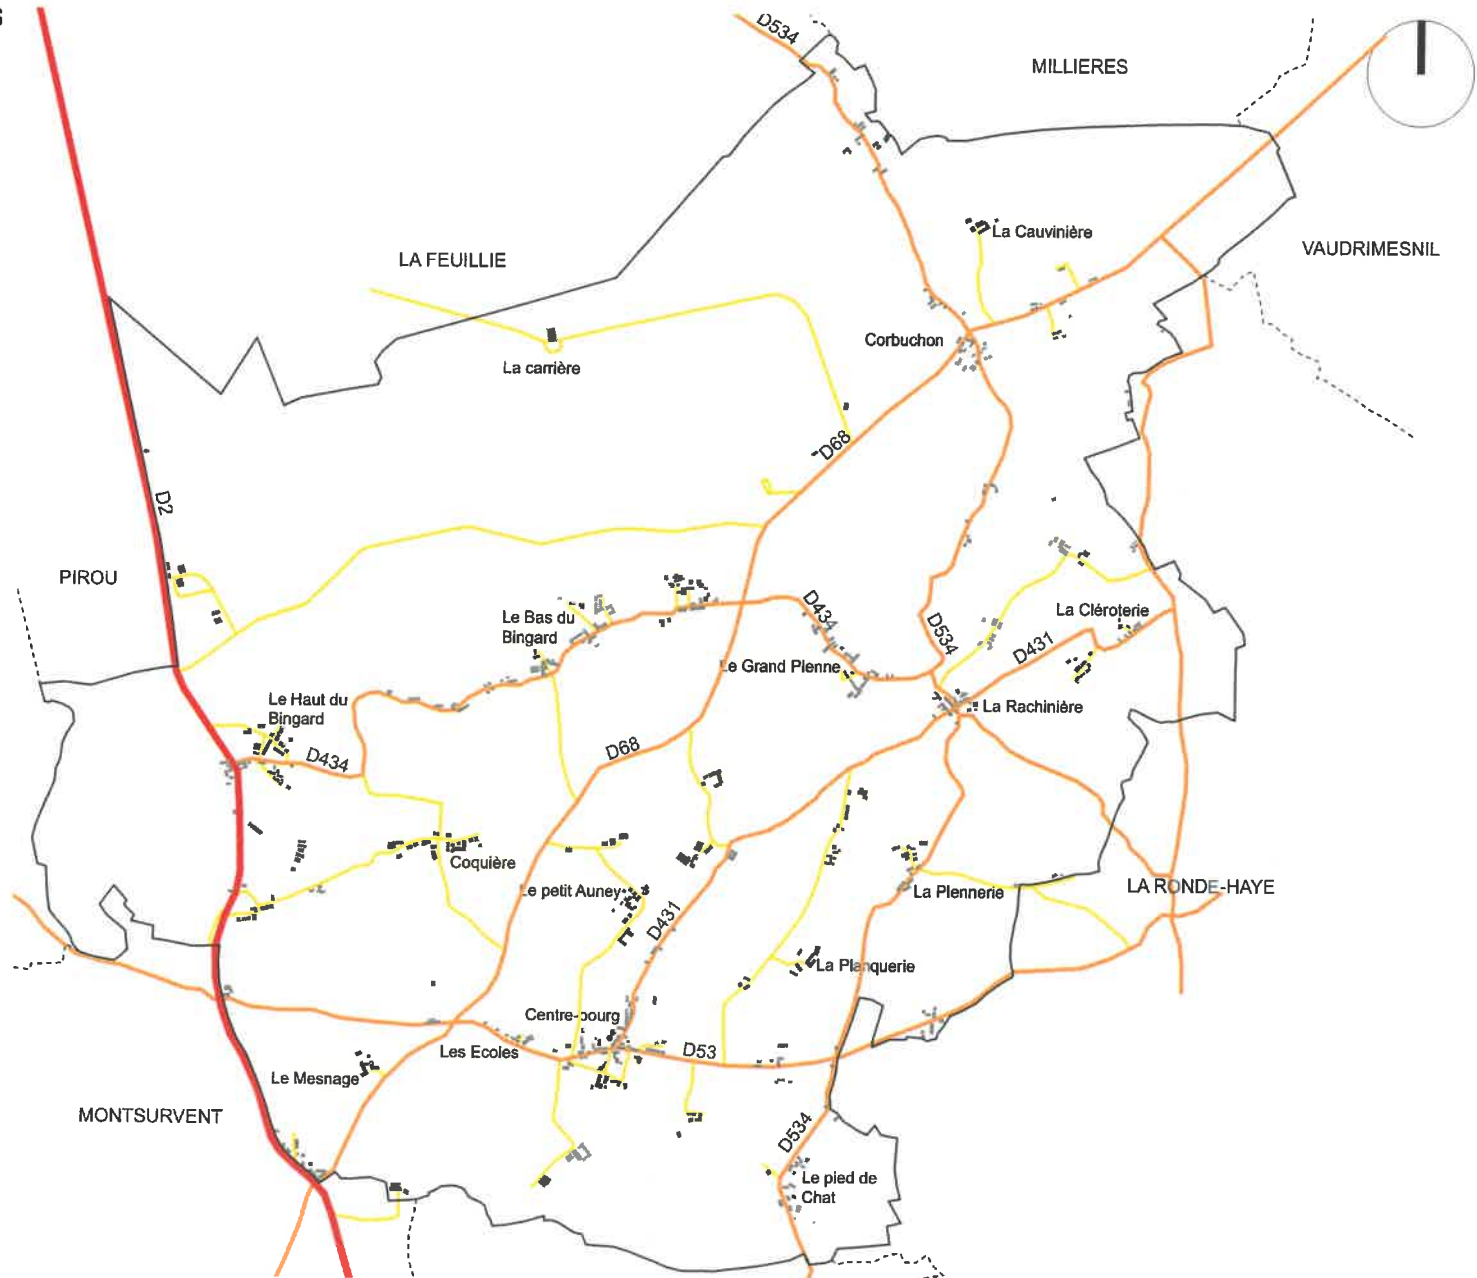 S
D534
MILLIERES
VAUDRIMESNIL
LA FEUILLIE
La Cauvinière
Corbuchon
La carrière
D68
D2
PIROU
Le Bas du
Bingard
D434
D534
La Cléroterie
D431
Le Grand Plenne
La Rachinière
Le Haut du
Bingard
D434
D68
Coquière
Le petit Auney
La Plennerie
LA RONDE-HAYE
D431
La Planquerie
Centre-bourg
Les Ecoles
D53
Le Mesnage
MONTSURVENT
D534
Le pied de
Chat